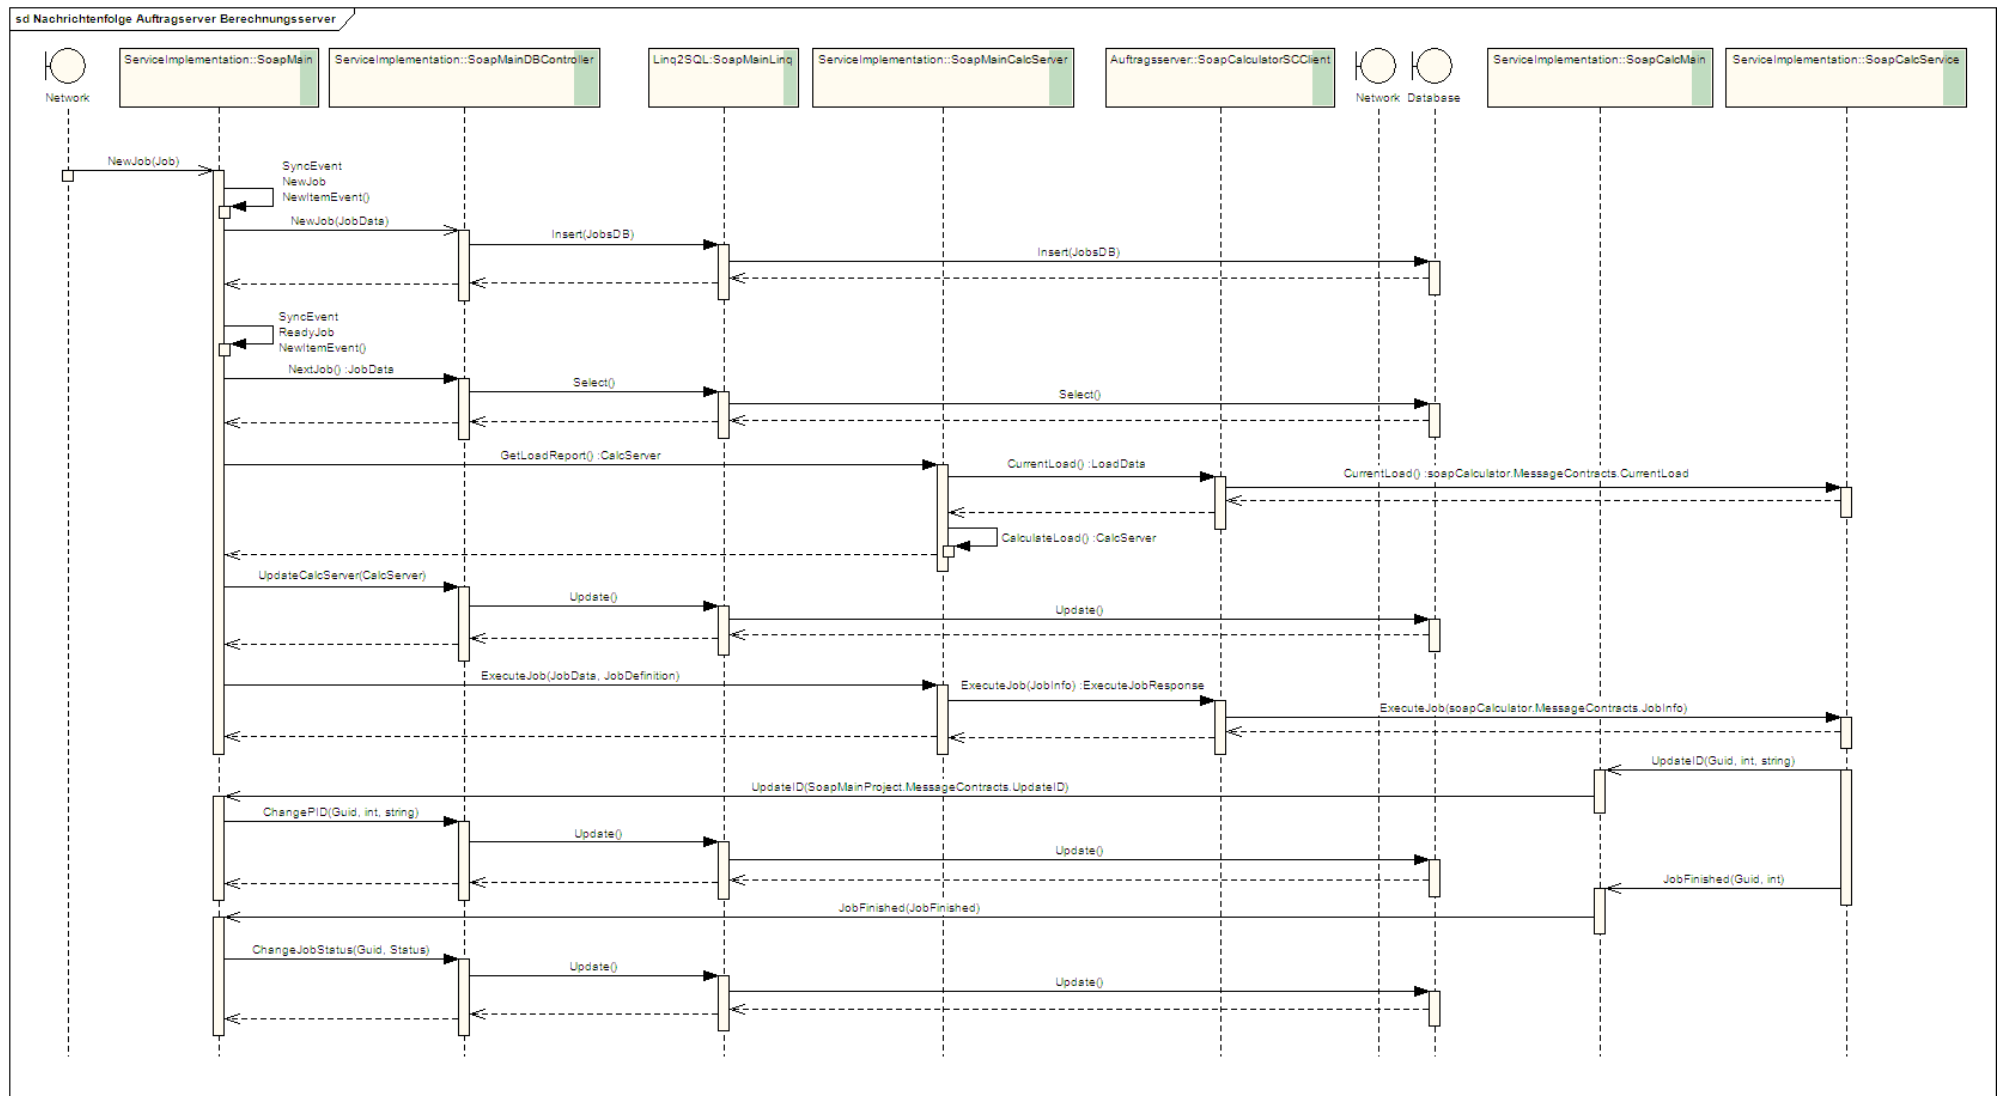 sd Nachrichtenfolge Auftragserver Berechnungsserver
Network
ServiceImplementation::SoapMain
ServiceImplementation::SoapMainDBController
Linq2SQL:SoapMainLinq
ServiceImplementation::SoapMainCalcServer
Auftragsserver::SoapCalculatorSCClient
Network
Database
ServiceImplementation::SoapCalcMain
ServiceImplementation::SoapCalcService
NewJob(Job)
SyncEvent
NewJob
NewItemEvent()
NewJob(JobData)
Insert(JobsDB)
Insert(JobsDB)
SyncEvent
ReadyJob
NewItemEvent()
NextJob() :JobData
Select()
Select()
GetLoadReport() :CalcServer
CurrentLoad() :LoadData
CurrentLoad() :soapCalculator.MessageContracts.CurrentLoad
CalculateLoad() :CalcServer
UpdateCalcServer(CalcServer)
Update()
Update()
ExecuteJob(JobData, JobDefinition)
ExecuteJob(JobInfo) :ExecuteJobResponse
ExecuteJob(soapCalculator.MessageContracts.JobInfo)
UpdateID(Guid, int, string)
UpdateID(SoapMainProject.MessageContracts.UpdateID)
ChangePID(Guid, int, string)
Update()
Update()
JobFinished(Guid, int)
JobFinished(JobFinished)
ChangeJobStatus(Guid, Status)
Update()
Update()